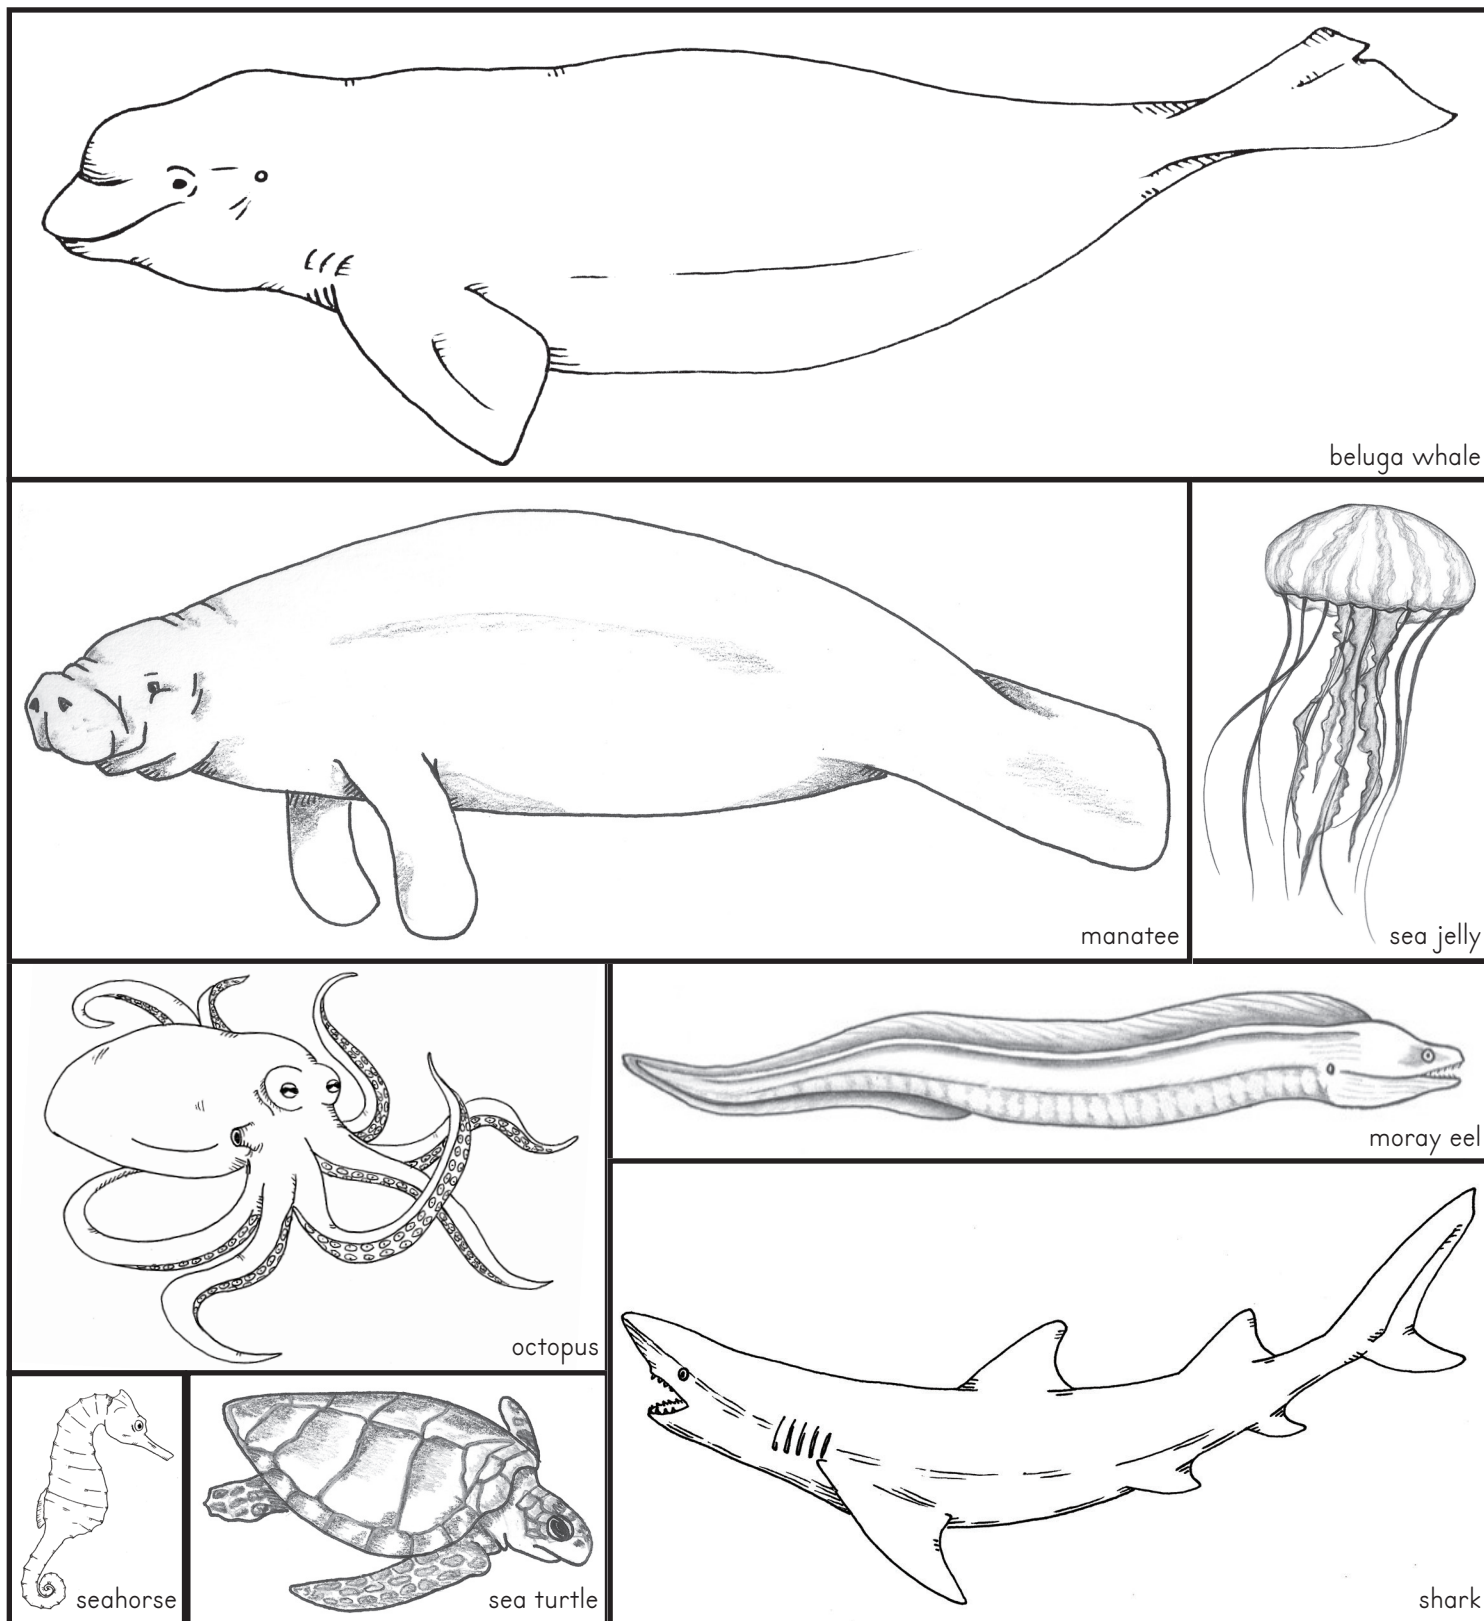 beluga whale
manatee
sea jelly
octopus
moray eel
seahorse
sea turtle
shark